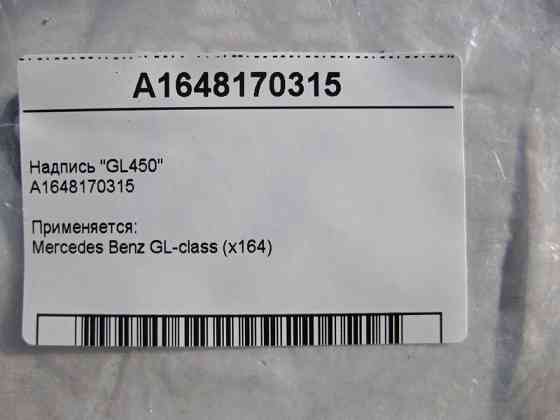 A1648170315
Надпись "GL450"
A1648170315
Применяется:
Mercedes Benz GL-class (x164)